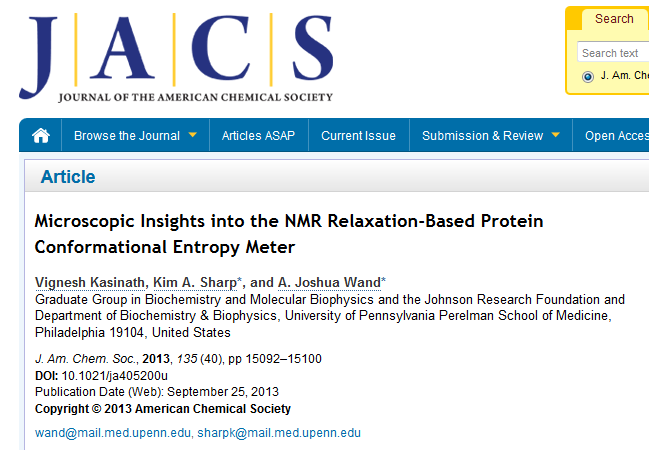 JACS
JOURNAL OF THE AMERICAN CHEMICAL SOCIETY
Search
Search text
J. Am. Che
Browse the Journal
Articles ASAP
Current Issue
Submission & Review
Open Acces
Article
Microscopic Insights into the NMR Relaxation-Based Protein
Conformational Entropy Meter
Vignesh Kasinath, Kim A. Sharp*, and A. Joshua Wand*
Graduate Group in Biochemistry and Molecular Biophysics and the Johnson Research Foundation and
Department of Biochemistry & Biophysics, University of Pennsylvania Perelman School of Medicine,
Philadelphia 19104, United States
J. Am. Chem. Soc., 2013, 135 (40), pp 15092–15100
DOI: 10.1021/ja405200u
Publication Date (Web): September 25, 2013
Copyright © 2013 American Chemical Society
wand@mail.med.upenn.edu, sharpk@mail.med.upenn.edu